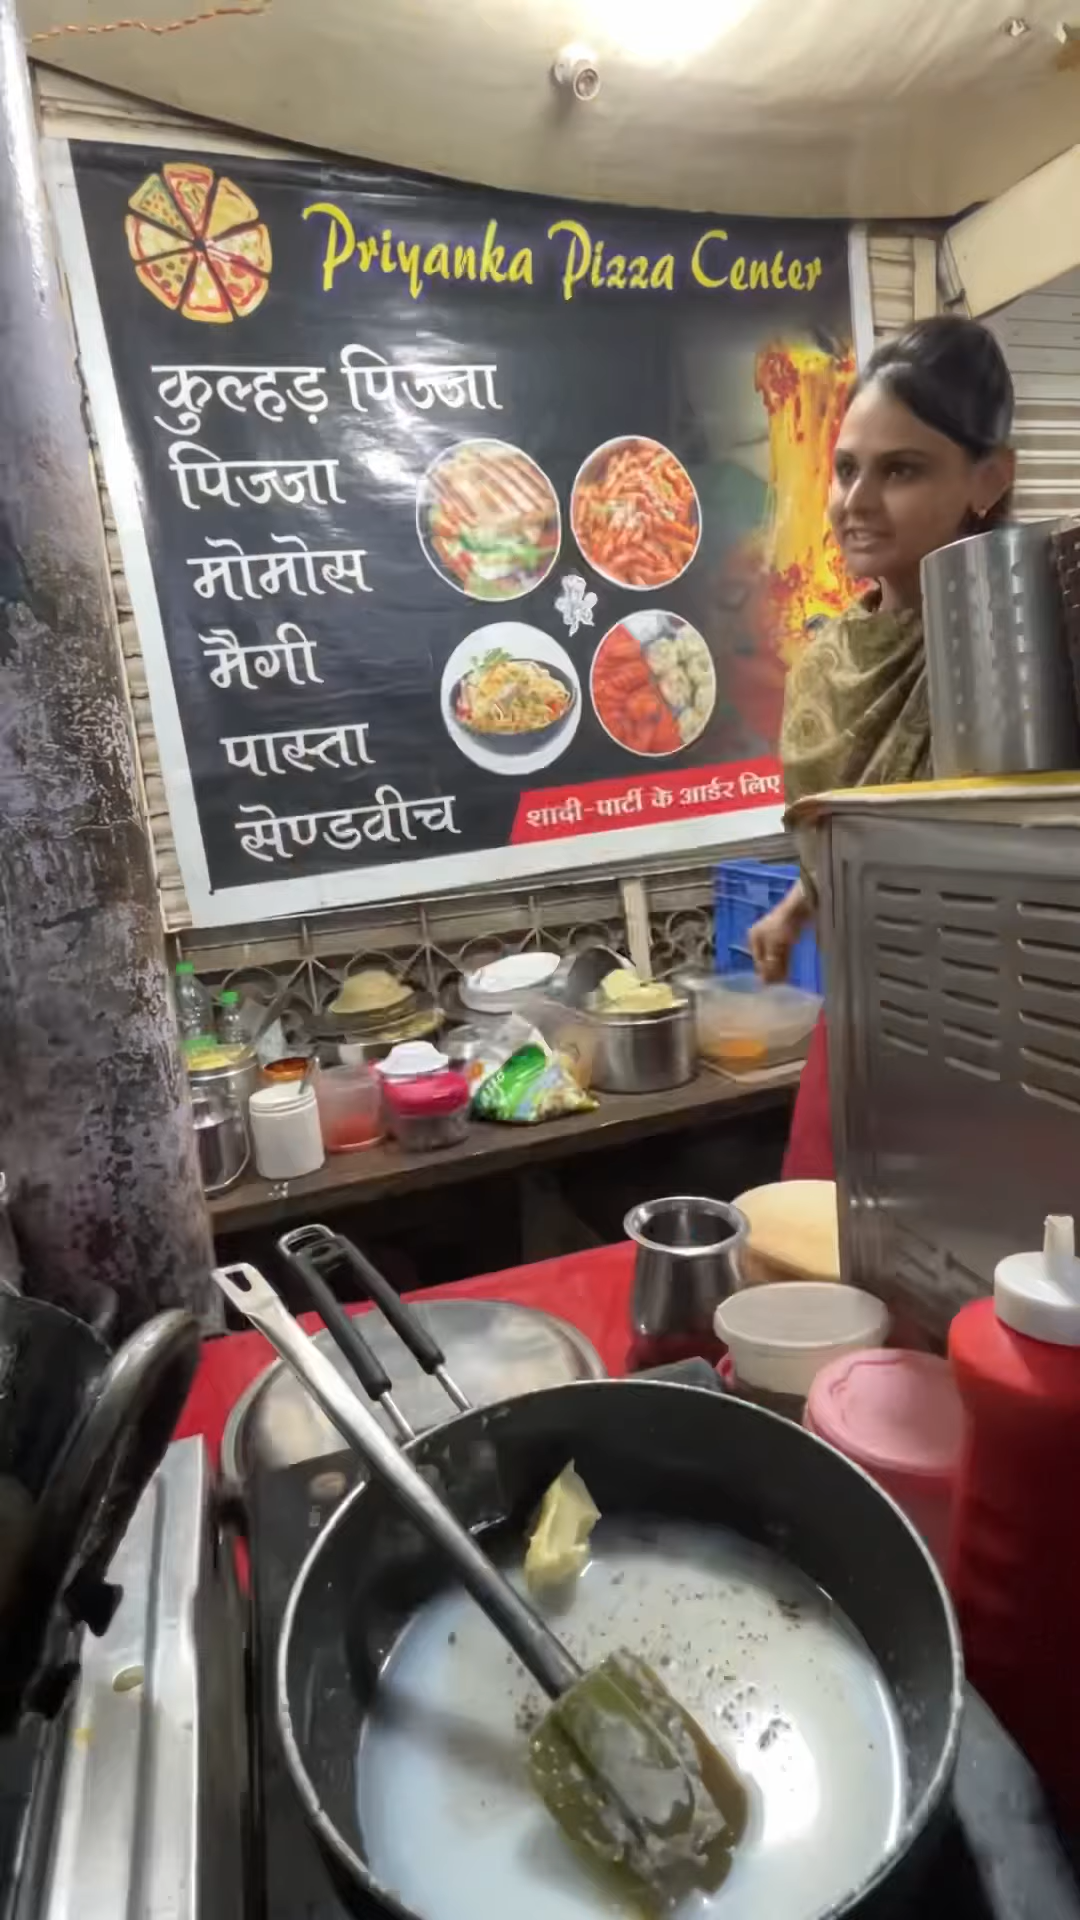 Priyanka Pizza Center
कुल्हड़ पिज्जा
पिज्जा
मोमोस
मैगी
पास्ता
सेण्डवीच
शादी-पार्टी के आर्डर लिए